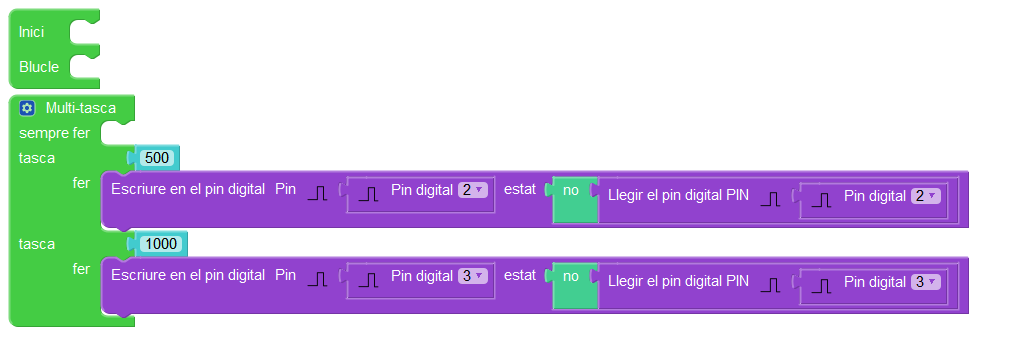 Inici
Blucle
Multi-tasca
sempre fer
tasca 500
fer Escriure en el pin digital Pin Pin digital 2 estat no Llegir el pin digital PIN Pin digital 2
tasca 1000
fer Escriure en el pin digital Pin Pin digital 3 estat no Llegir el pin digital PIN Pin digital 3